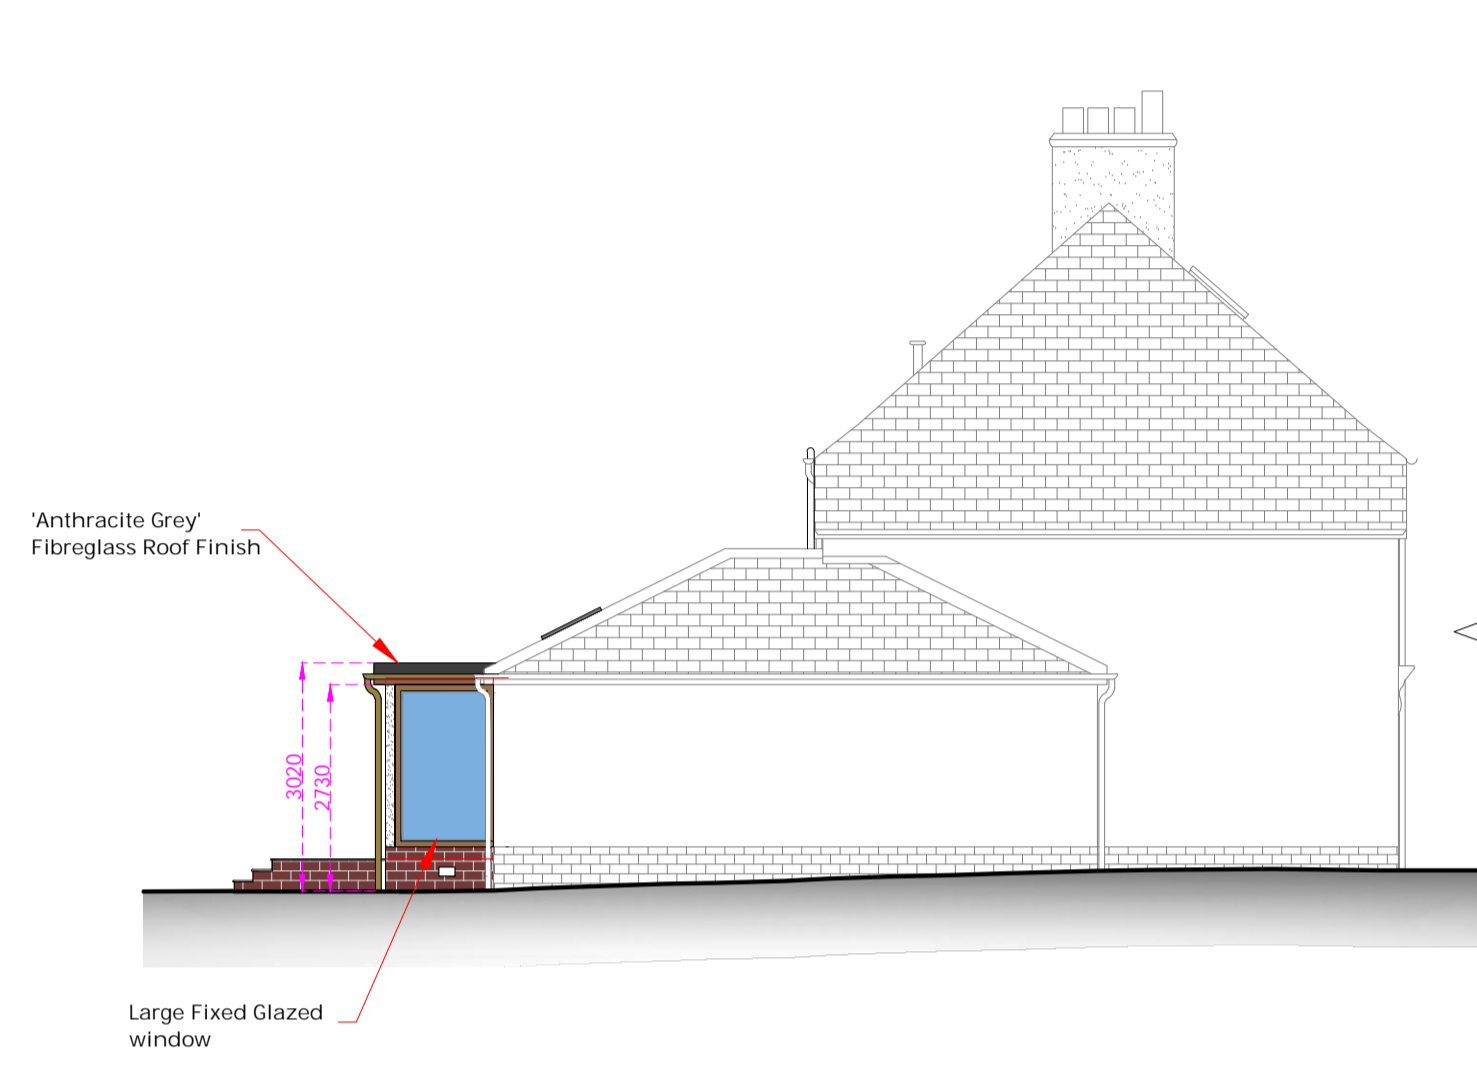 'Anthracite Grey'
Fibreglass Roof Finish
3020
2730
Large Fixed Glazed
window